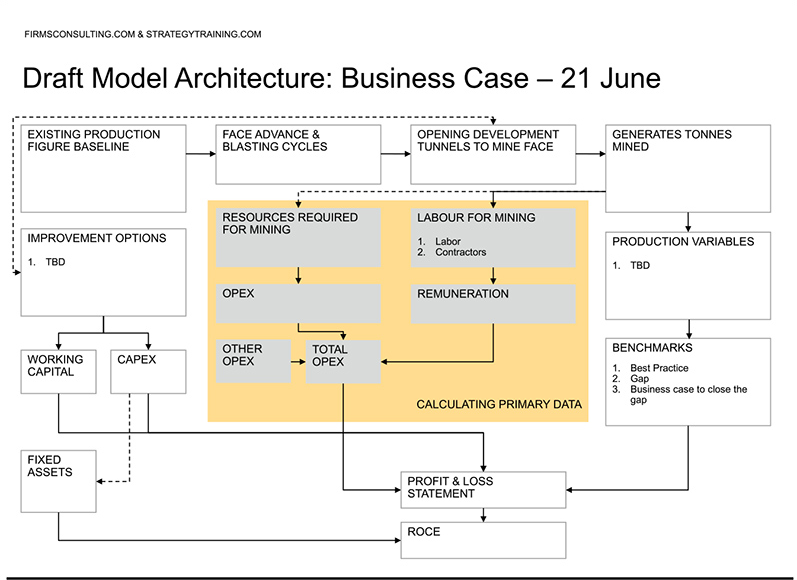 FIRMSCONSULTING.COM & STRATEGYTRAINING.COM
Draft Model Architecture: Business Case – 21 June
EXISTING PRODUCTION
FIGURE BASELINE
FACE ADVANCE &
BLASTING CYCLES
OPENING DEVELOPMENT
TUNNELS TO MINE FACE
GENERATES TONNES
MINED
RESOURCES REQUIRED
FOR MINING
LABOUR FOR MINING
1. Labor
2. Contractors
IMPROVEMENT OPTIONS
1. TBD
PRODUCTION VARIABLES
1. TBD
OPEX
REMUNERATION
OTHER
OPEX
TOTAL
OPEX
WORKING
CAPITAL
CAPEX
BENCHMARKS
1. Best Practice
2. Gap
3. Business case to close the
gap
CALCULATING PRIMARY DATA
FIXED
ASSETS
PROFIT & LOSS
STATEMENT
ROCE